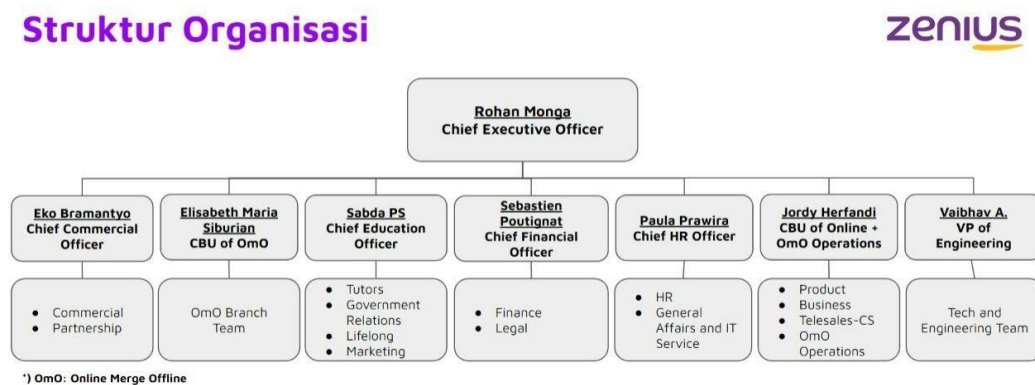 Struktur Organisasi
zenius
Rohan Monga
Chief Executive Officer
Eko Bramantyo
Chief Commercial
Officer
Elisabeth Maria
Siburian
CBU of OmO
Sabda PS
Chief Education
Officer
Sebastien
Poutignat
Chief Financial
Officer
Paula Prawira
Chief HR Officer
Jordy Herfandi
CBU of Online +
OmO Operations
Vaibhav A.
VP of
Engineering
● Commercial
● Partnership
OmO Branch
Team
● Tutors
● Government
Relations
● Lifelong
● Marketing
● Finance
● Legal
● HR
● General
Affairs and IT
Service
● Product
● Business
● Telesales-CS
● OmO
Operations
Tech and
Engineering Team
*) OmO: Online Merge Offline